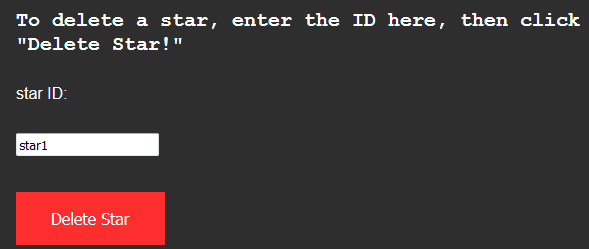 To delete a star, enter the ID here, then click
"Delete Star!"
star ID:
star1
Delete Star